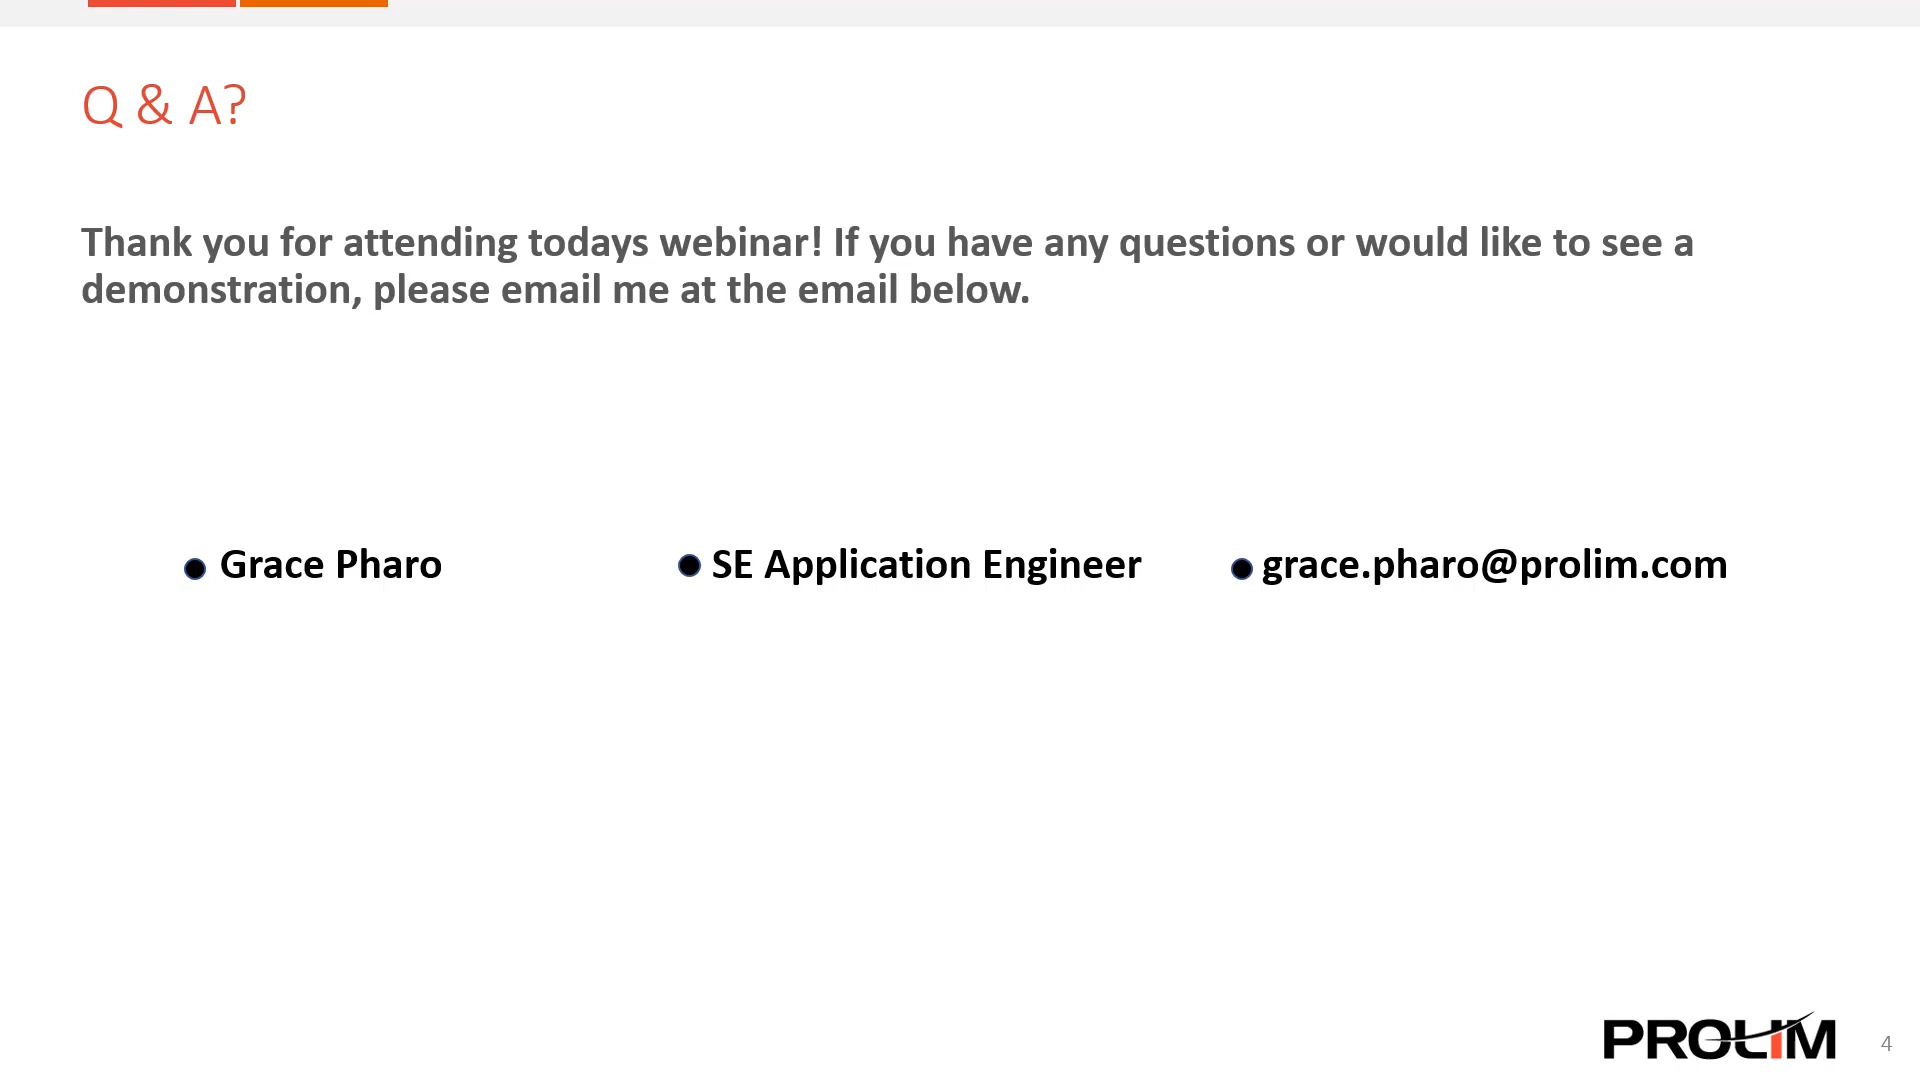 Q & A?
Thank you for attending todays webinar! If you have any questions or would like to see a
demonstration, please email me at the email below.
Grace Pharo
SE Application Engineer
grace.pharo@prolim.com
PROLIM
4